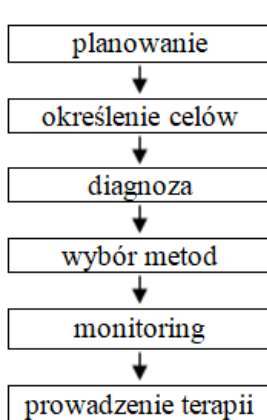 planowanie
określenie celów
diagnoza
wybór metod
monitoring
prowadzenie terapii